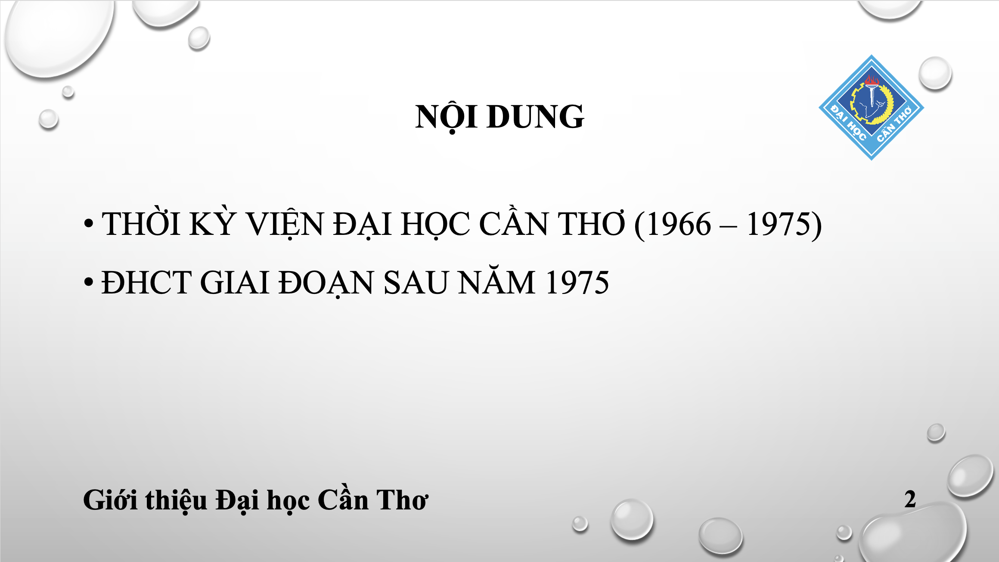 NỘI DUNG
ĐẠI HỌC CẦN THƠ
• THỜI KỲ VIỆN ĐẠI HỌC CẦN THƠ (1966 – 1975)
• ĐHCT GIAI ĐOẠN SAU NĂM 1975
Giới thiệu Đại học Cần Thơ
2